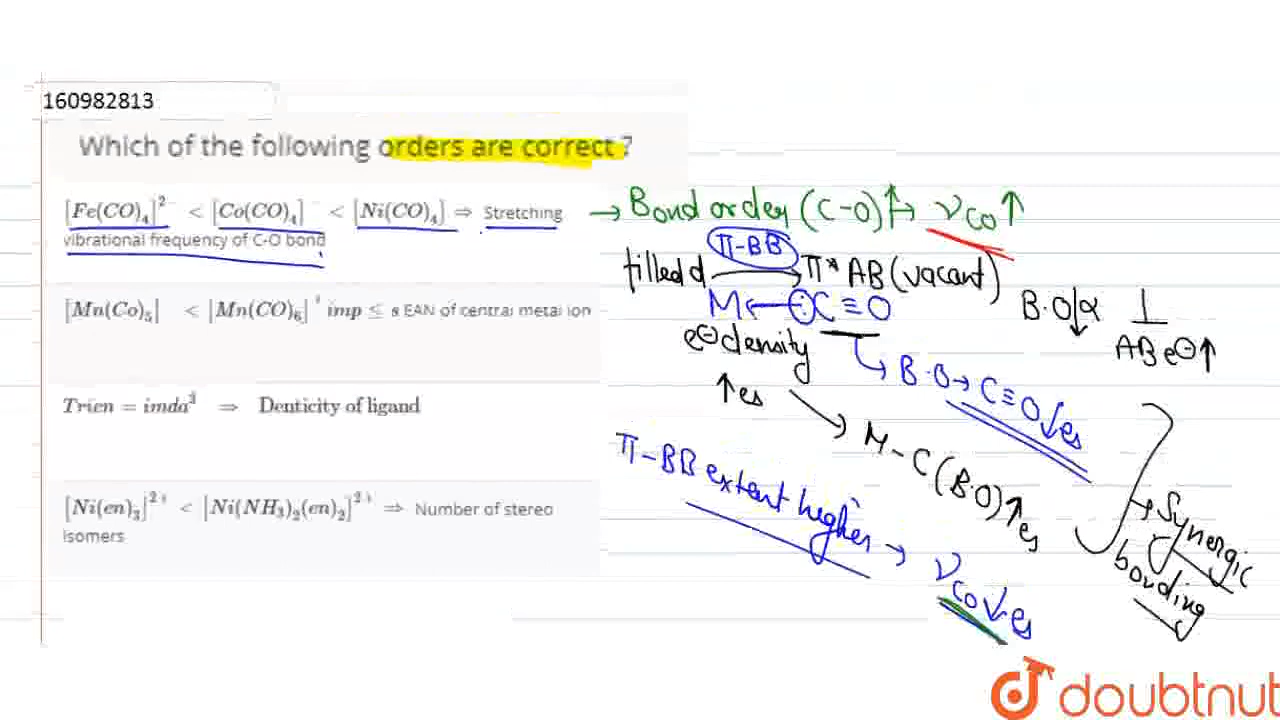 160982813
Which of the following orders are correct ?
[Fe(CO)₄]²⁻ < [Co(CO)₄]⁻ < [Ni(CO)₄] ⇒ Stretching
vibrational frequency of C-O bond
[Mn(Co)₅] < [Mn(CO)₆]⁺ imp ≤ s EAN of central metal ion
Trien = imda³ ⇒ Denticity of ligand
[Ni(en)₃]²⁺ < [Ni(NH₃)₂(en)₂]²⁺ ⇒ Number of stereo
isomers
→ Bond order (C-O)↑→ νCO↑
π-BB
filled d → π* AB (vacant)
M ← :C≡O
B.O↓ α 1/ABe⊖↑
e⊖ density
↑es
B.O → C≡O↓es
M-C (B.O)↑es
π-BB extent higher → νCO↓es
→ Synergic
bonding
doubtnut